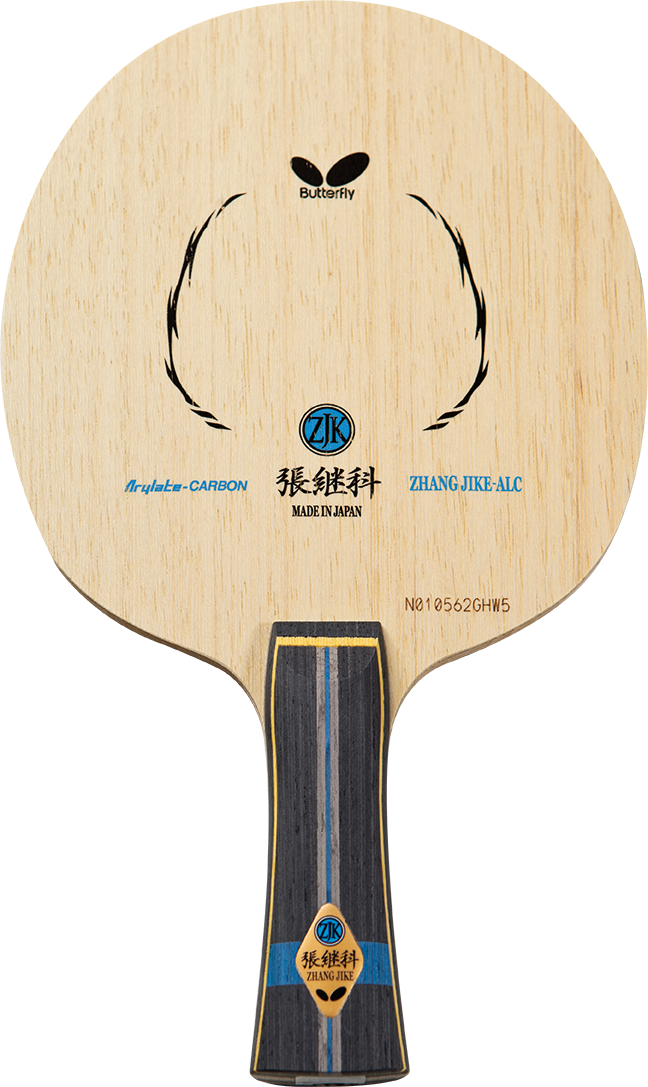 Butterfly
ZJK
Arylate-CARBON
張継科
ZHANG JIKE-ALC
MADE IN JAPAN
N010562GHW5
ZJK
張継科
ZHANG JIKE